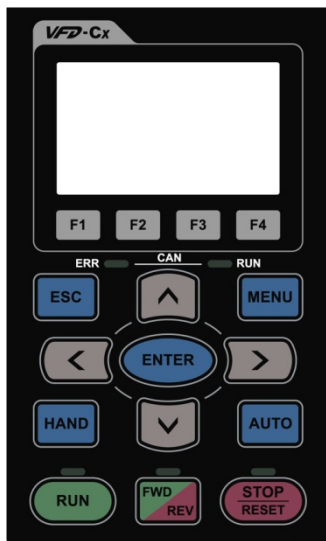 VFD-Cx
F1 F2 F3 F4
ERR CAN RUN
ESC MENU
ENTER
HAND AUTO
RUN FWD REV STOP RESET